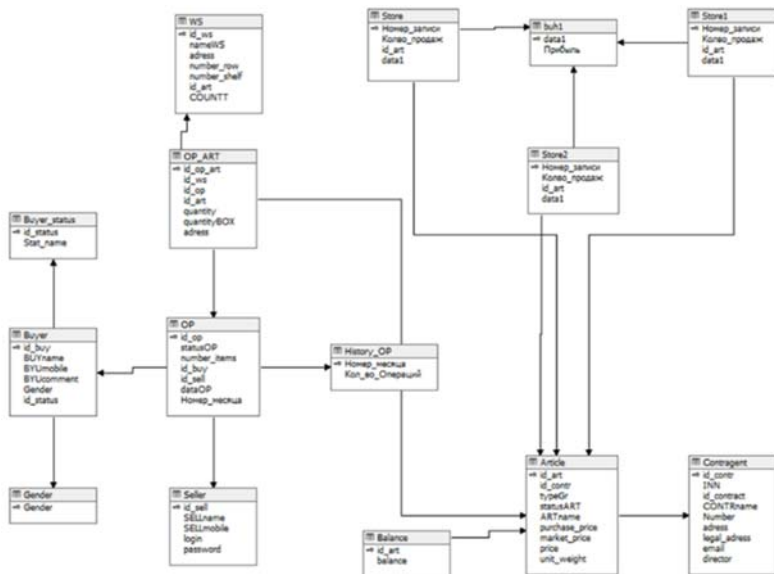 WS
id_ws
nameWS
adress
number_row
number_shelf
id_art
COUNTT
Store
Номер_записи
Колво_продаж
id_art
data1
buh1
data1
Прибыль
Store1
Номер_записи
Колво_продаж
id_art
data1
OP_ART
id_op_art
id_ws
id_op
id_art
quantity
quantityBOX
adress
Store2
Номер_записи
Колво_продаж
id_art
data1
Buyer_status
id_status
Stat_name
Buyer
id_buy
BUYname
BYUmobile
BYUcomment
Gender
id_status
OP
id_op
statusOP
number_items
id_buy
id_sell
dataOP
Номер_месяца
History_OP
Номер_месяца
Кол_во_Операций
Gender
Gender
Seller
id_sell
SELLname
SELLmobile
login
password
Balance
id_art
balance
Article
id_art
id_contr
typeGr
statusART
ARTname
purchase_price
market_price
price
unit_weight
Contragent
id_contr
INN
id_contract
CONTRname
Number
adress
legal_adress
email
director